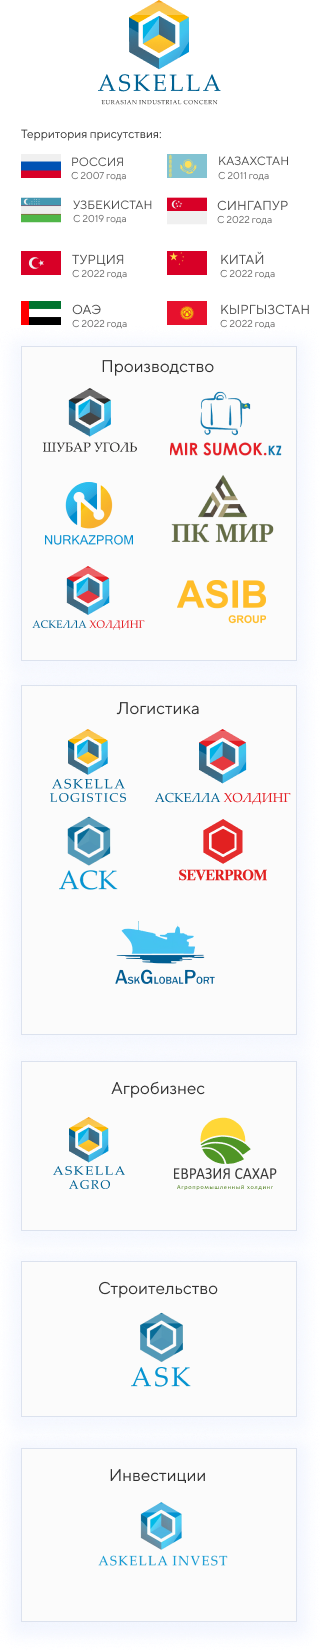 ASKELLA
EURASIAN INDUSTRIAL CONCERN
Территория присутствия:
РОССИЯ
С 2007 года
КАЗАХСТАН
С 2011 года
УЗБЕКИСТАН
С 2019 года
СИНГАПУР
С 2022 года
ТУРЦИЯ
С 2022 года
КИТАЙ
С 2022 года
ОАЭ
С 2022 года
КЫРГЫЗСТАН
С 2022 года
Производство
ШУБАР УГОЛЬ
MIR SUMOK.KZ
NURKAZPROM
ПК МИР
АСКЕЛЛА ХОЛДИНГ
ASIB
GROUP
Логистика
ASKELLA
LOGISTICS
АСКЕЛЛА ХОЛДИНГ
АСК
SEVERPROM
ASKGLOBALPORT
Агробизнес
ASKELLA
AGRO
ЕВРАЗИЯ САХАР
Агропромышленный холдинг
Строительство
ASK
Инвестиции
ASKELLA INVEST